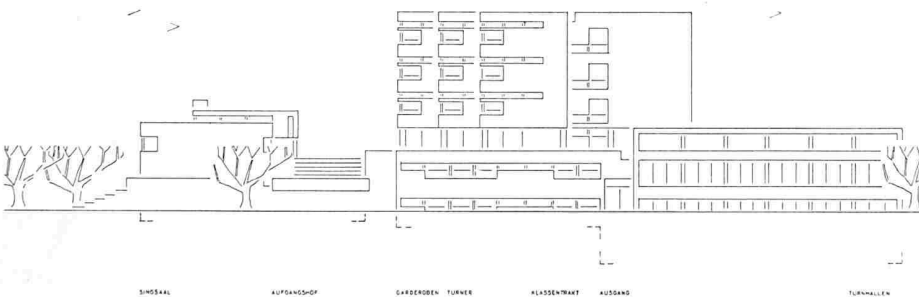 SINGSAAL AUFGANGSHOF GARDEROBEN TURNER KLASSENTRAKT AUSGANG TURNHALLEN